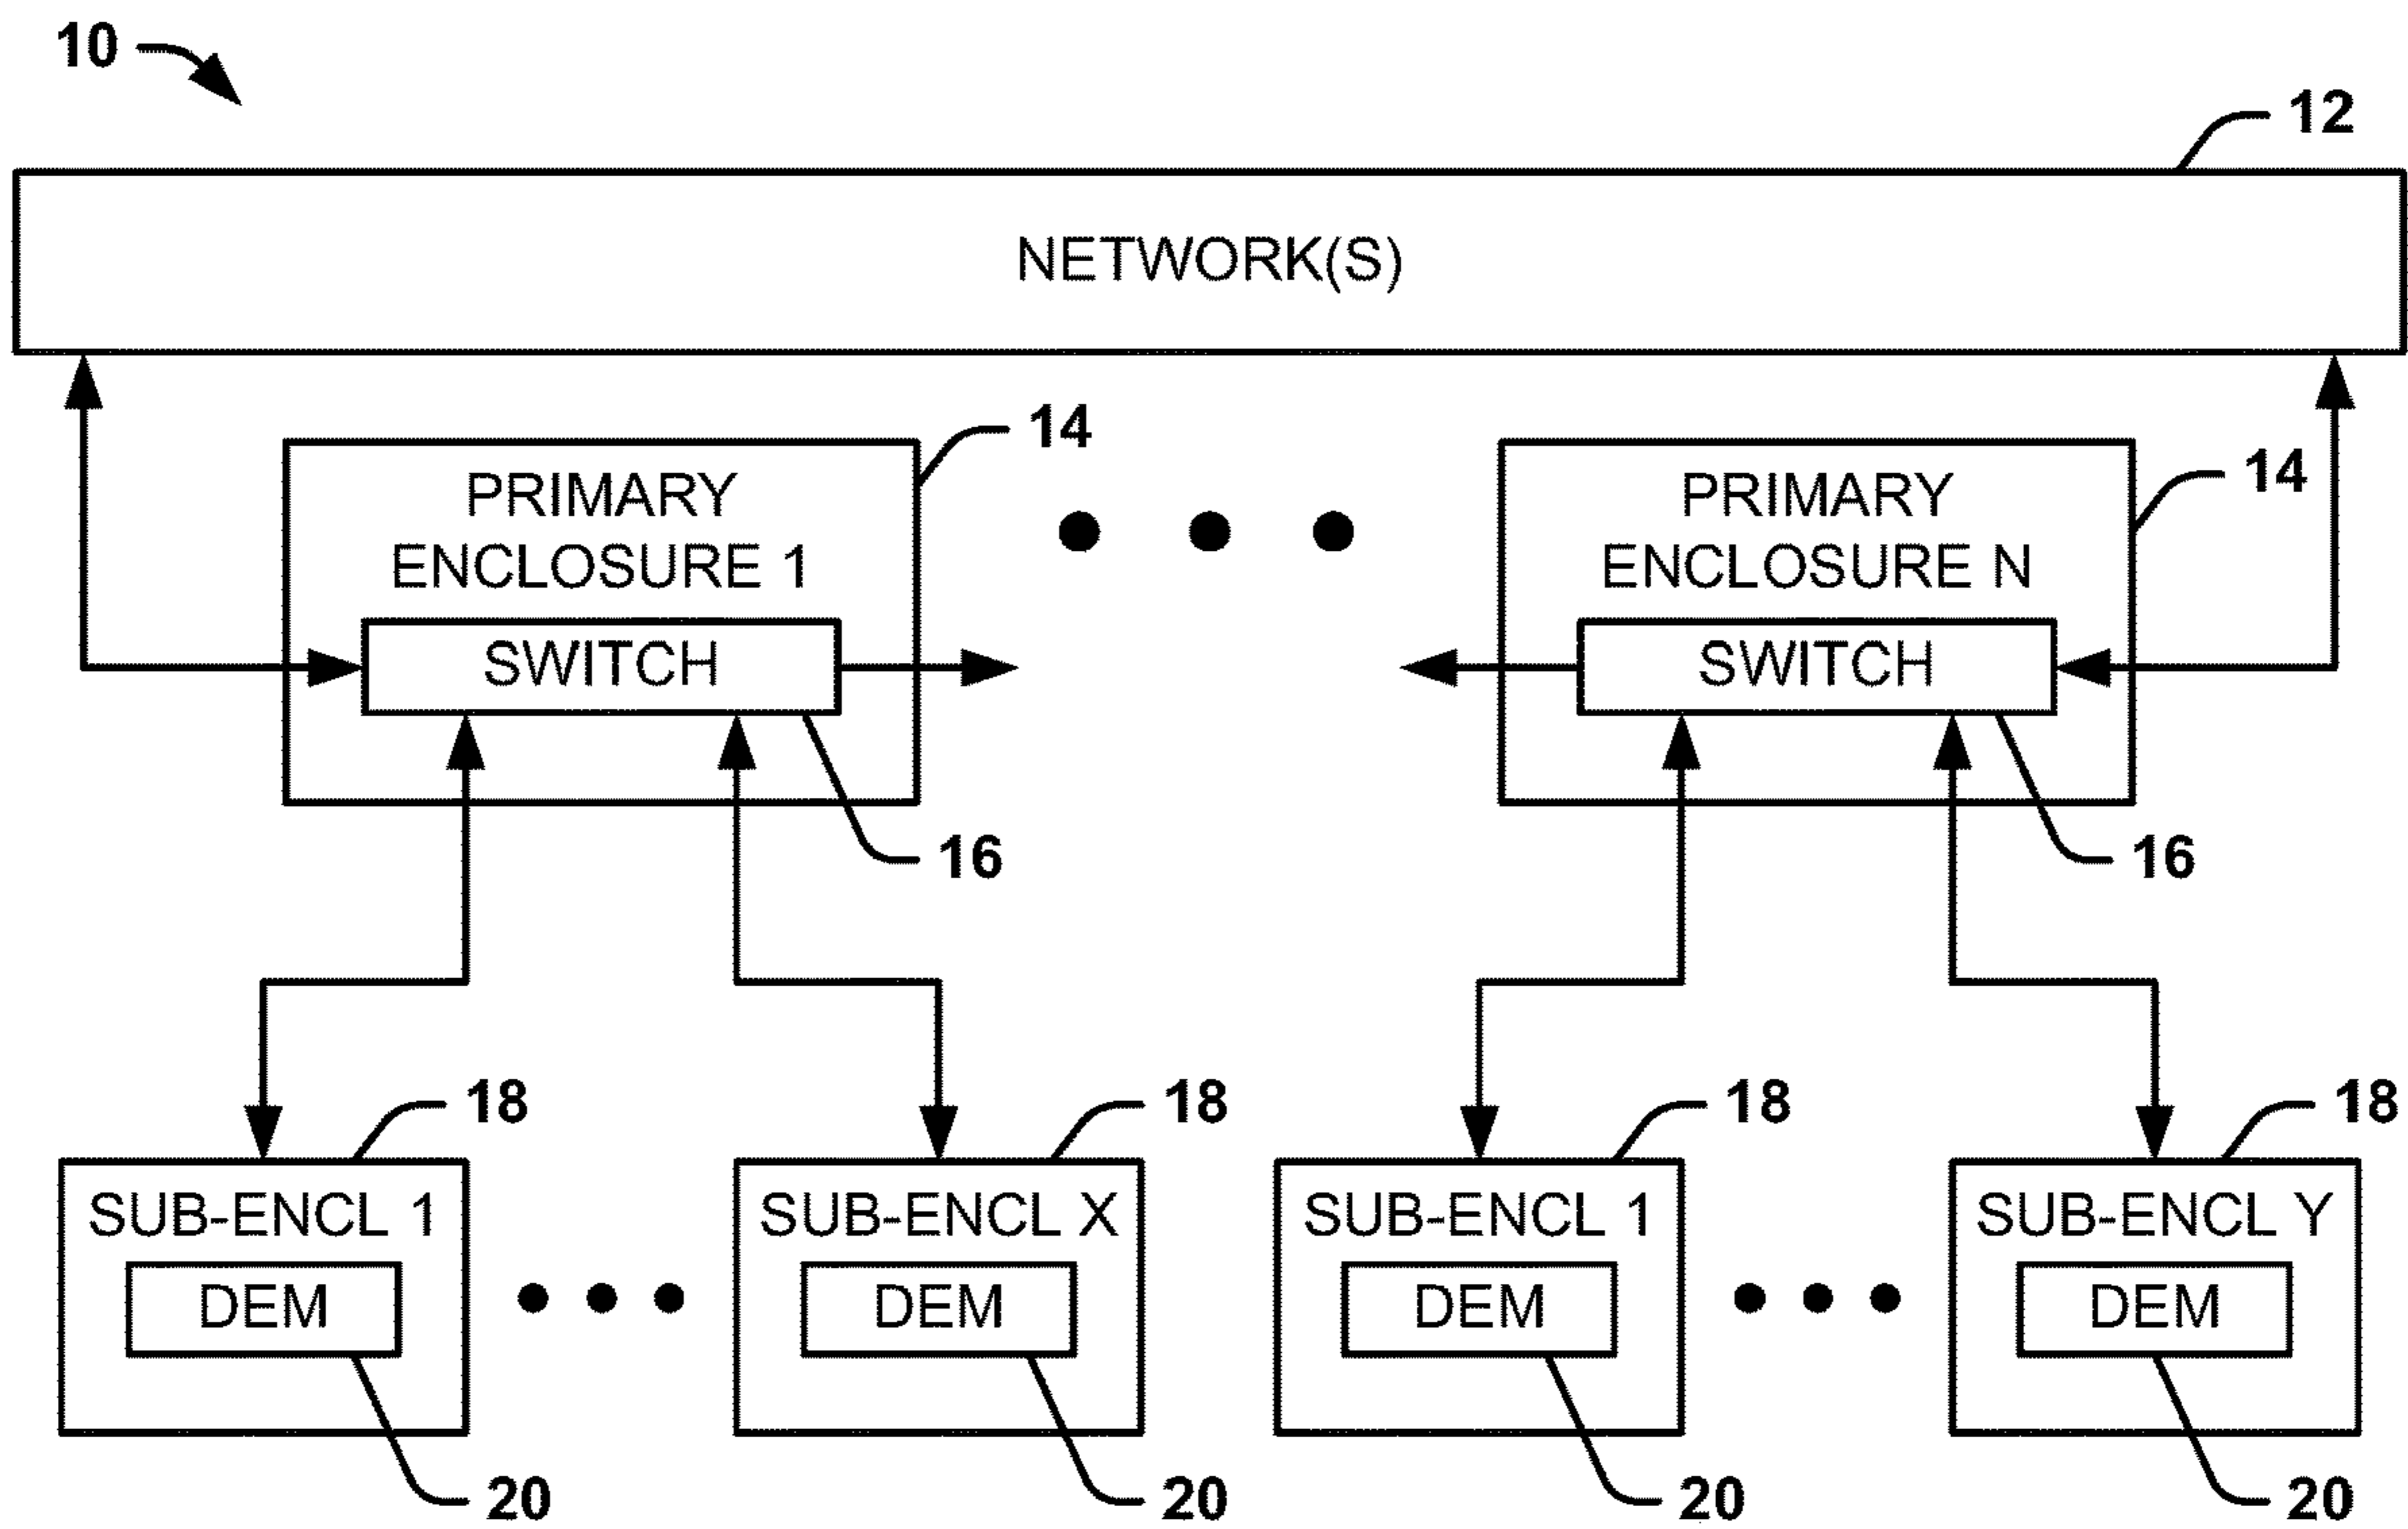 10
12
NETWORK(S)
14
PRIMARY
ENCLOSURE 1
SWITCH
16
14
PRIMARY
ENCLOSURE N
SWITCH
16
18
SUB-ENCL 1
DEM
20
18
SUB-ENCL X
DEM
20
18
SUB-ENCL 1
DEM
20
18
SUB-ENCL Y
DEM
20